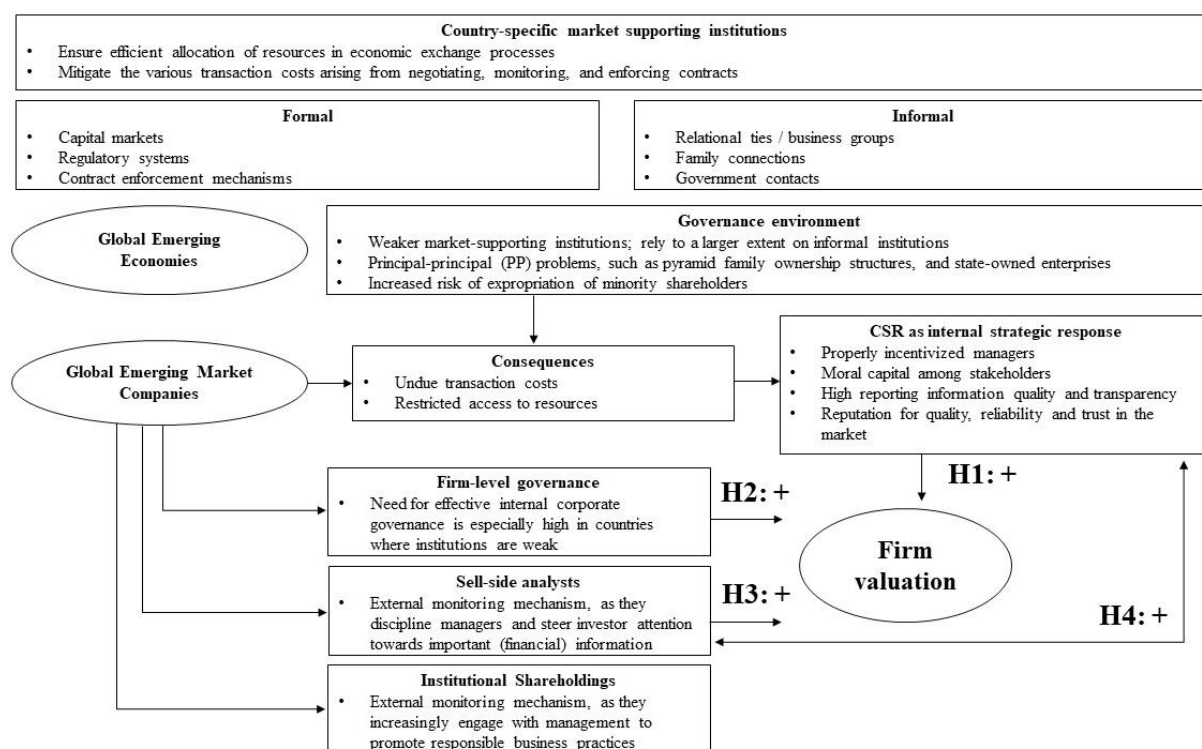 Country-specific market supporting institutions
• Ensure efficient allocation of resources in economic exchange processes
• Mitigate the various transaction costs arising from negotiating, monitoring, and enforcing contracts
Formal
• Capital markets
• Regulatory systems
• Contract enforcement mechanisms
Informal
• Relational ties / business groups
• Family connections
• Government contacts
Global Emerging
Economies
Governance environment
• Weaker market-supporting institutions; rely to a larger extent on informal institutions
• Principal-principal (PP) problems, such as pyramid family ownership structures, and state-owned enterprises
• Increased risk of expropriation of minority shareholders
Global Emerging Market
Companies
Consequences
• Undue transaction costs
• Restricted access to resources
CSR as internal strategic response
• Properly incentivized managers
• Moral capital among stakeholders
• High reporting information quality and transparency
• Reputation for quality, reliability and trust in the
market
H1: +
Firm-level governance
• Need for effective internal corporate
governance is especially high in countries
where institutions are weak
H2: +
Firm
valuation
Sell-side analysts
• External monitoring mechanism, as they
discipline managers and steer investor attention
towards important (financial) information
H3: +
H4: +
Institutional Shareholdings
• External monitoring mechanism, as they
increasingly engage with management to
promote responsible business practices